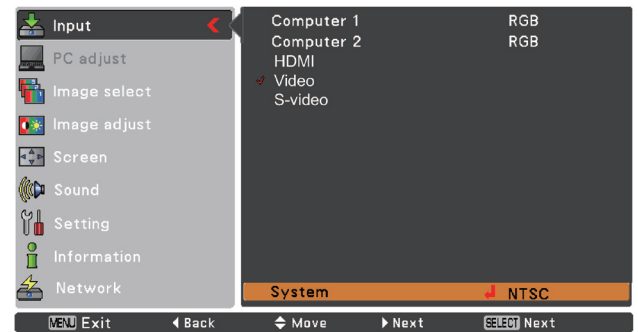 Input
PC adjust
Image select
Image adjust
Screen
Sound
Setting
Information
Network
Computer 1 RGB
Computer 2 RGB
HDMI
Video
S-video
System NTSC
MENU Exit Back Move Next SELECT Next